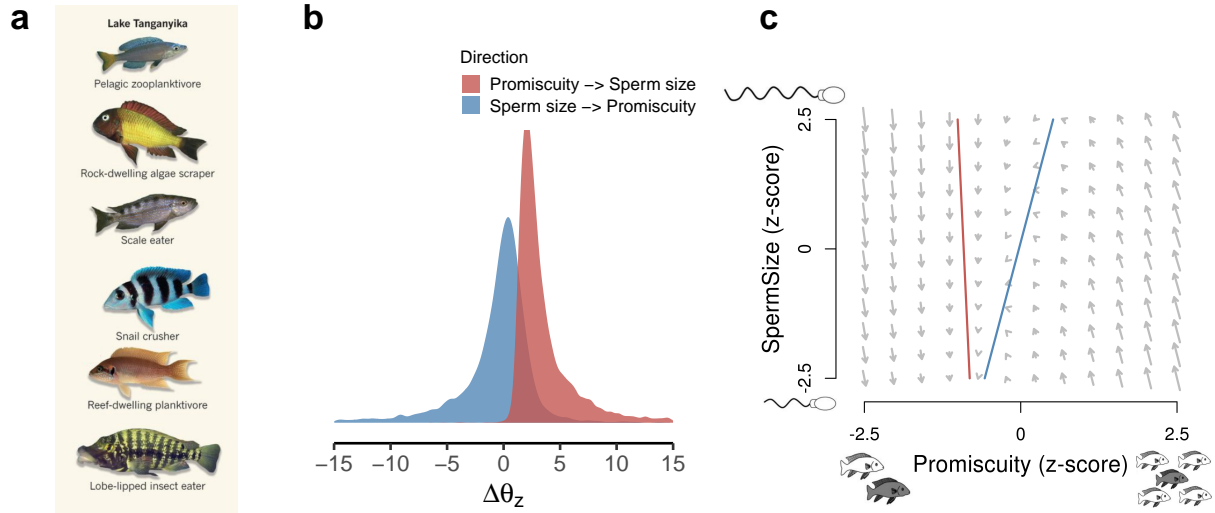 a
Lake Tanganyika
Pelagic zooplanktivore
Rock-dwelling algae scraper
Scale eater
Snail crusher
Reef-dwelling planktivore
Lobe-lipped insect eater
b
Direction
Promiscuity −> Sperm size
Sperm size −> Promiscuity
−15 −10 −5 0 5 10 15
Δθz
c
SpermSize (z-score)
2.5
0
-2.5
-2.5 0 2.5
Promiscuity (z-score)